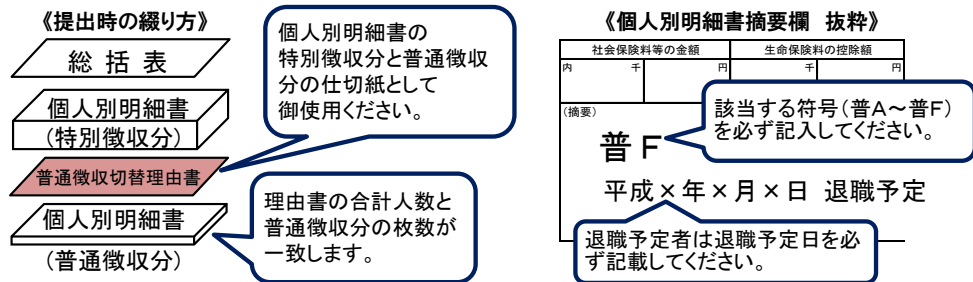 《提出時の綴り方》
総括表
個人別明細書
(特別徴収分)
普通徴収切替理由書
個人別明細書
(普通徴収分)
個人別明細書の
特別徴収分と普通徴収
分の仕切紙として
御使用ください。
理由書の合計人数と
普通徴収分の枚数が
一致します。
《個人別明細書摘要欄 抜粋》
社会保険料等の金額 生命保険料の控除額
内 千 円 千 円
(摘要)
普F
平成×年×月×日 退職予定
該当する符号(普A～普F)
を必ず記入してください。
退職予定者は退職予定日を必
ず記載してください。